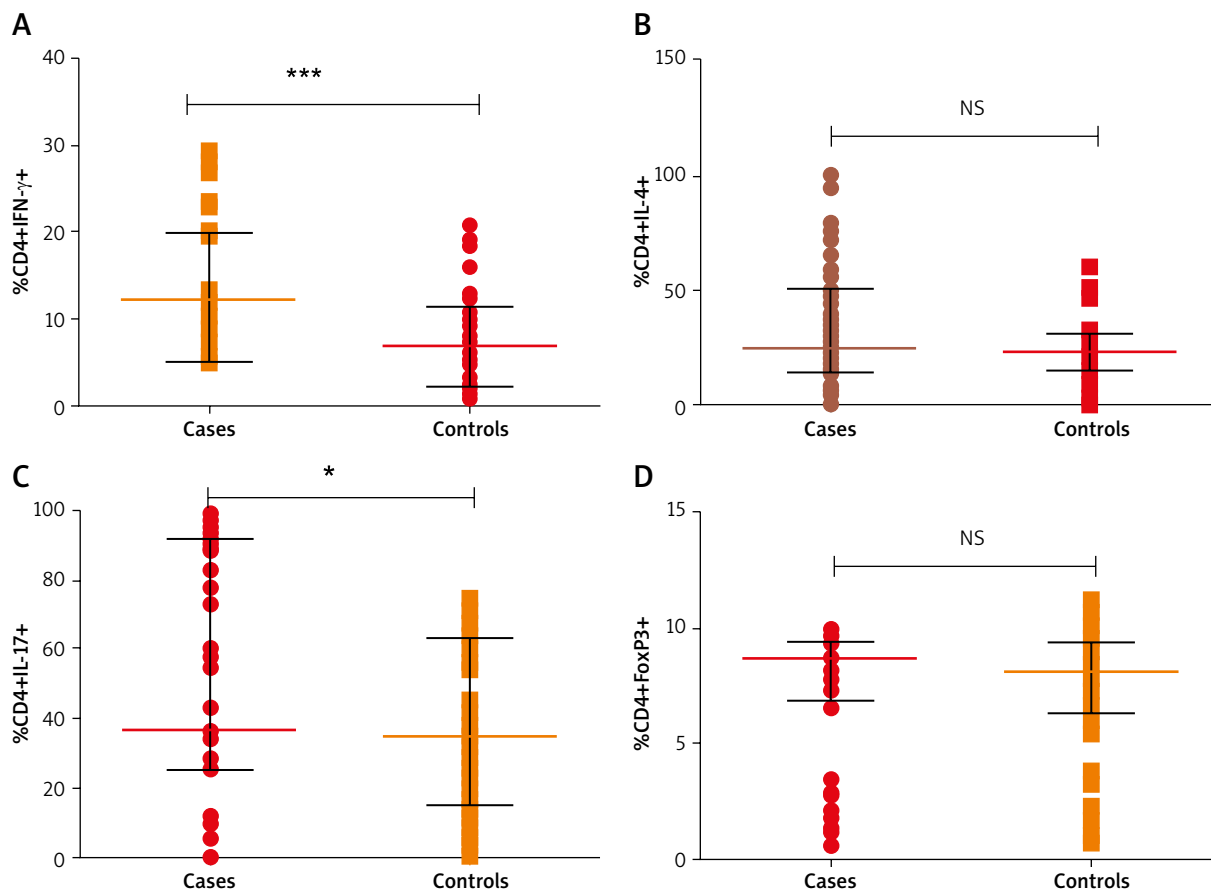 A
%CD4+IFN-γ+
40
30
20
10
0
***
Cases
Controls
B
%CD4+IL-4+
150
100
50
0
NS
Cases
Controls
C
%CD4+IL-17+
100
80
60
40
20
0
*
Cases
Controls
D
%CD4+FoxP3+
15
10
5
0
NS
Cases
Controls